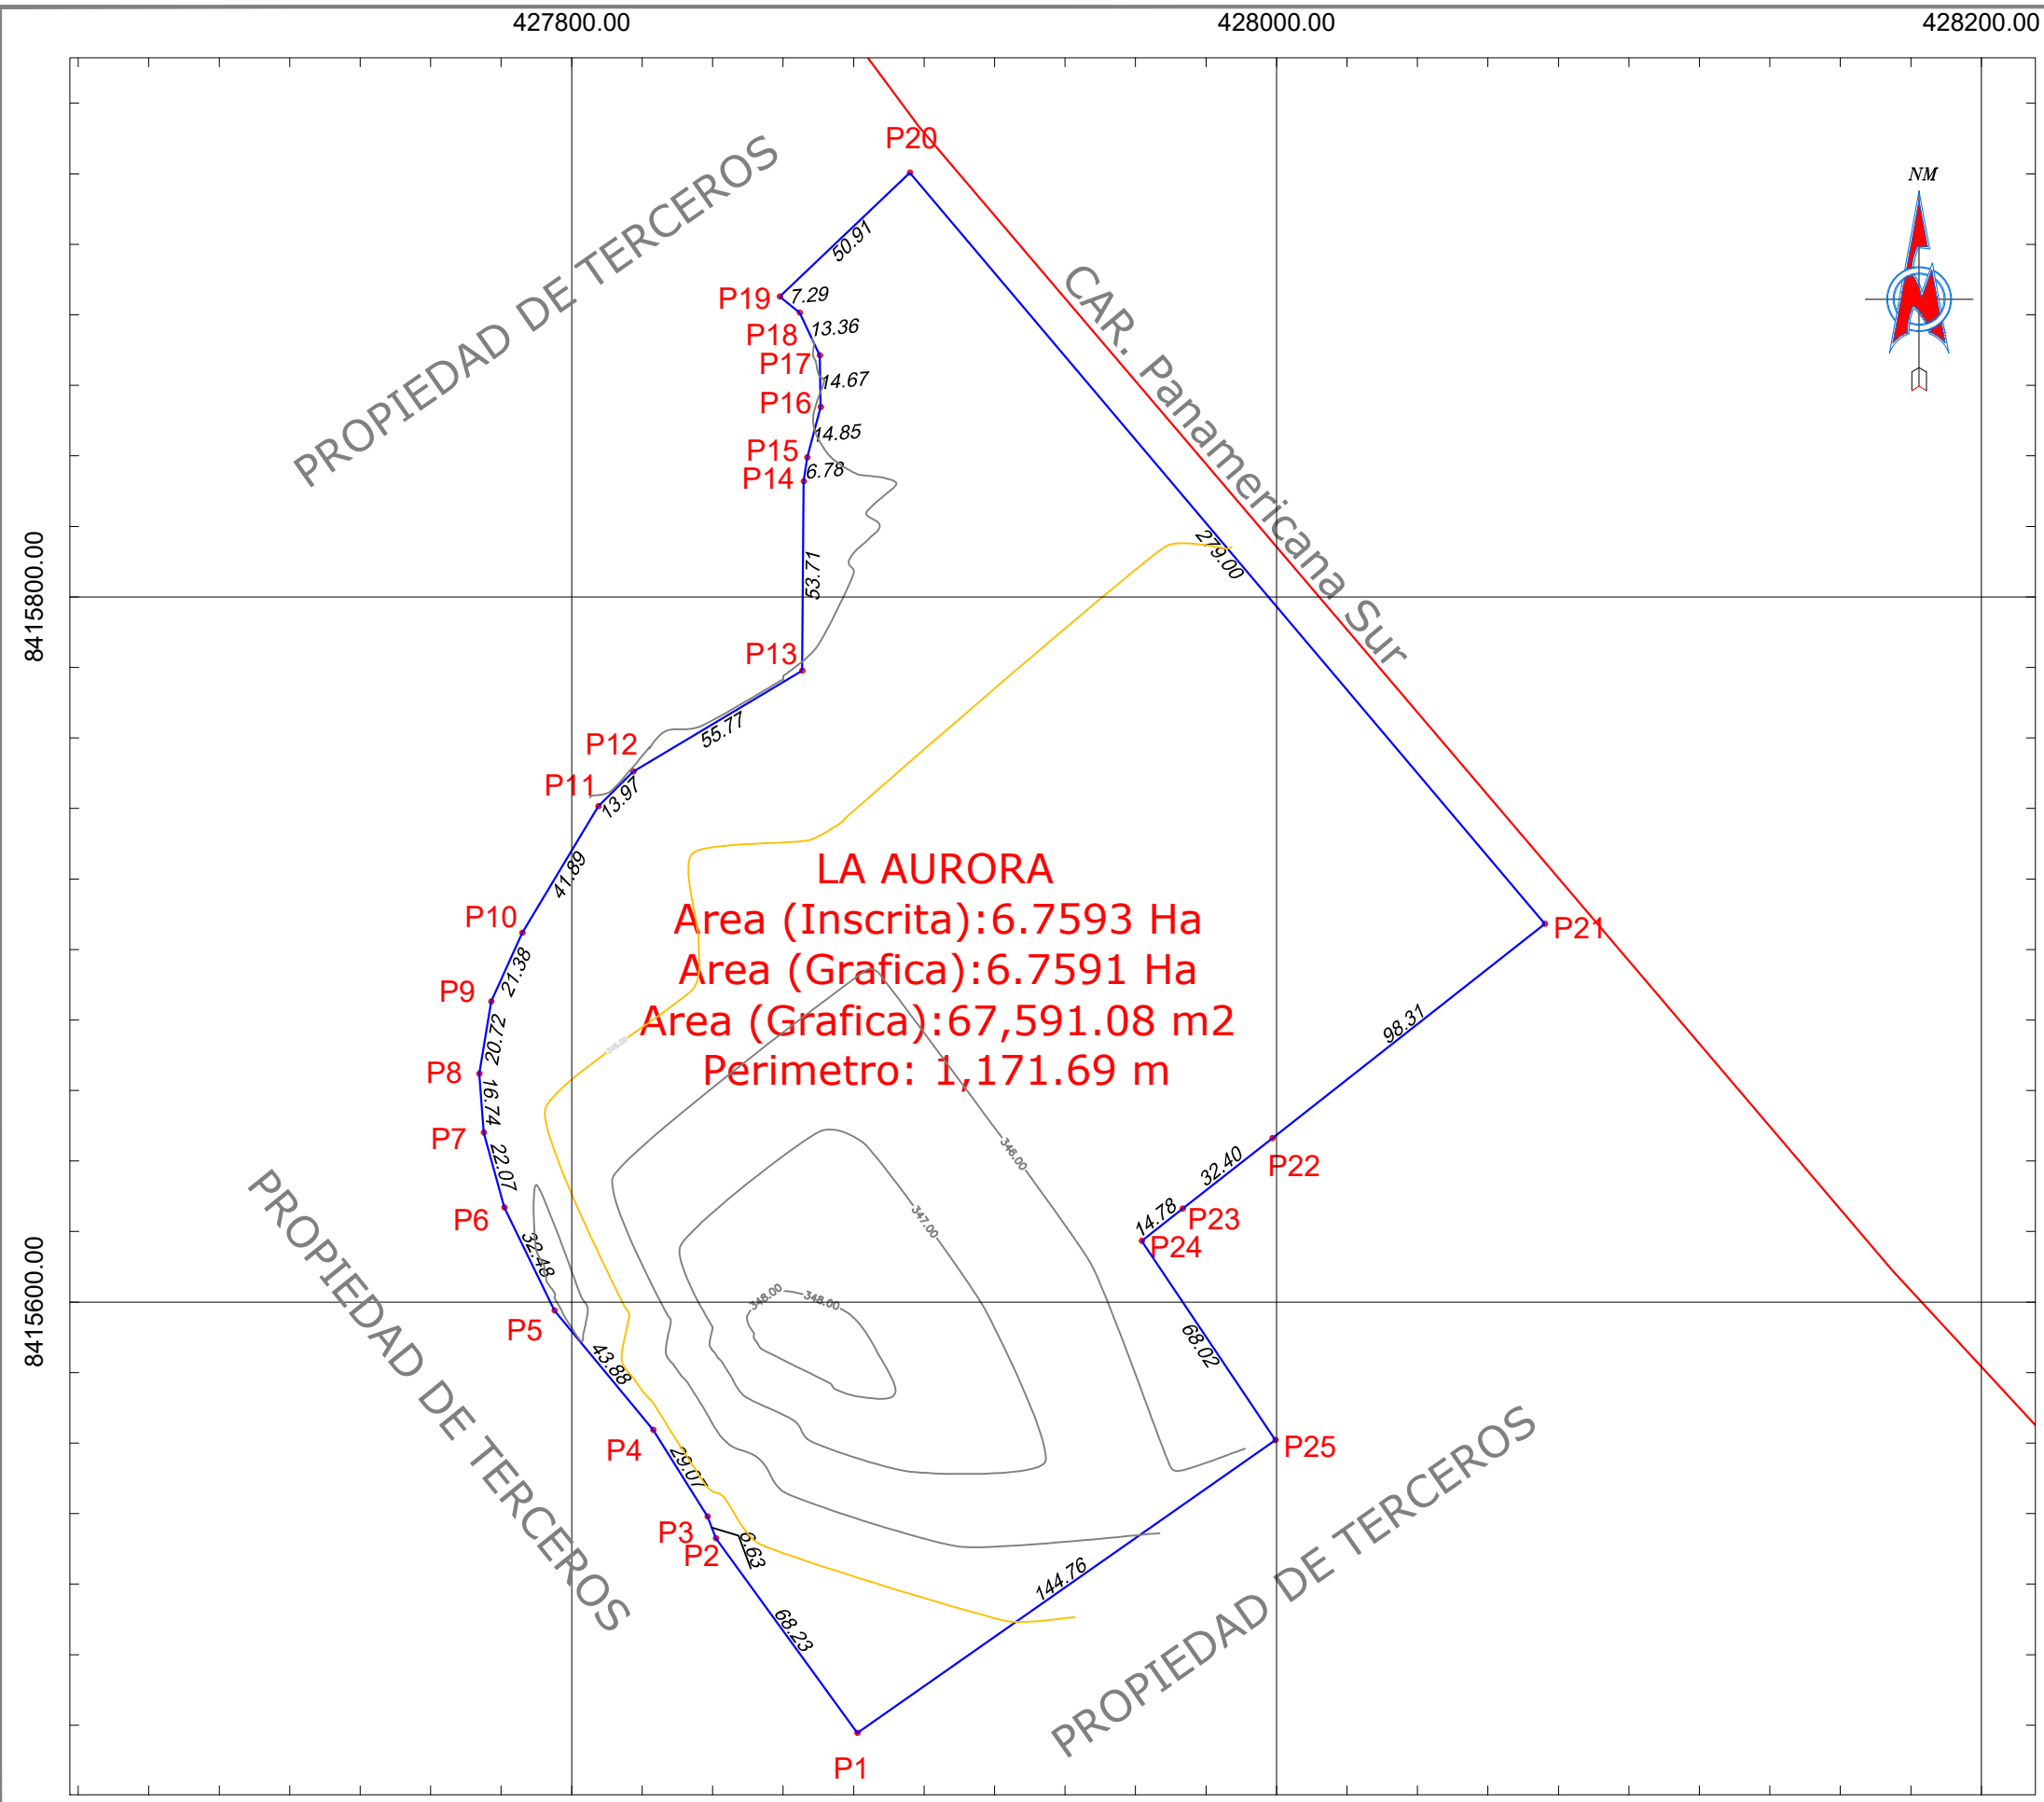 427800.00
428000.00
428200.00
P20
NM
PROPIEDAD DE TERCEROS
50.91
P19
7.29
CAR. Panamericana Sur
P18
13.36
P17
14.67
P16
14.85
P15
6.78
P14
279.00
53.71
8415800.00
P13
55.77
P12
P11
13.97
41.89
LA AURORA
Area (Inscrita):6.7593 Ha
Area (Grafica):6.7591 Ha
Area (Grafica):67,591.08 m2
Perimetro: 1,171.69 m
P10
P21
21.38
P9
98.31
20.72
345.00
P8
16.74
P7
346.00
P22
22.07
32.40
PROPIEDAD DE TERCEROS
P6
347.00
14.78
P23
P24
32.48
8415600.00
348.00
348.00
P5
43.88
68.02
P4
P25
29.07
PROPIEDAD DE TERCEROS
P3
6.63
P2
144.76
68.23
P1